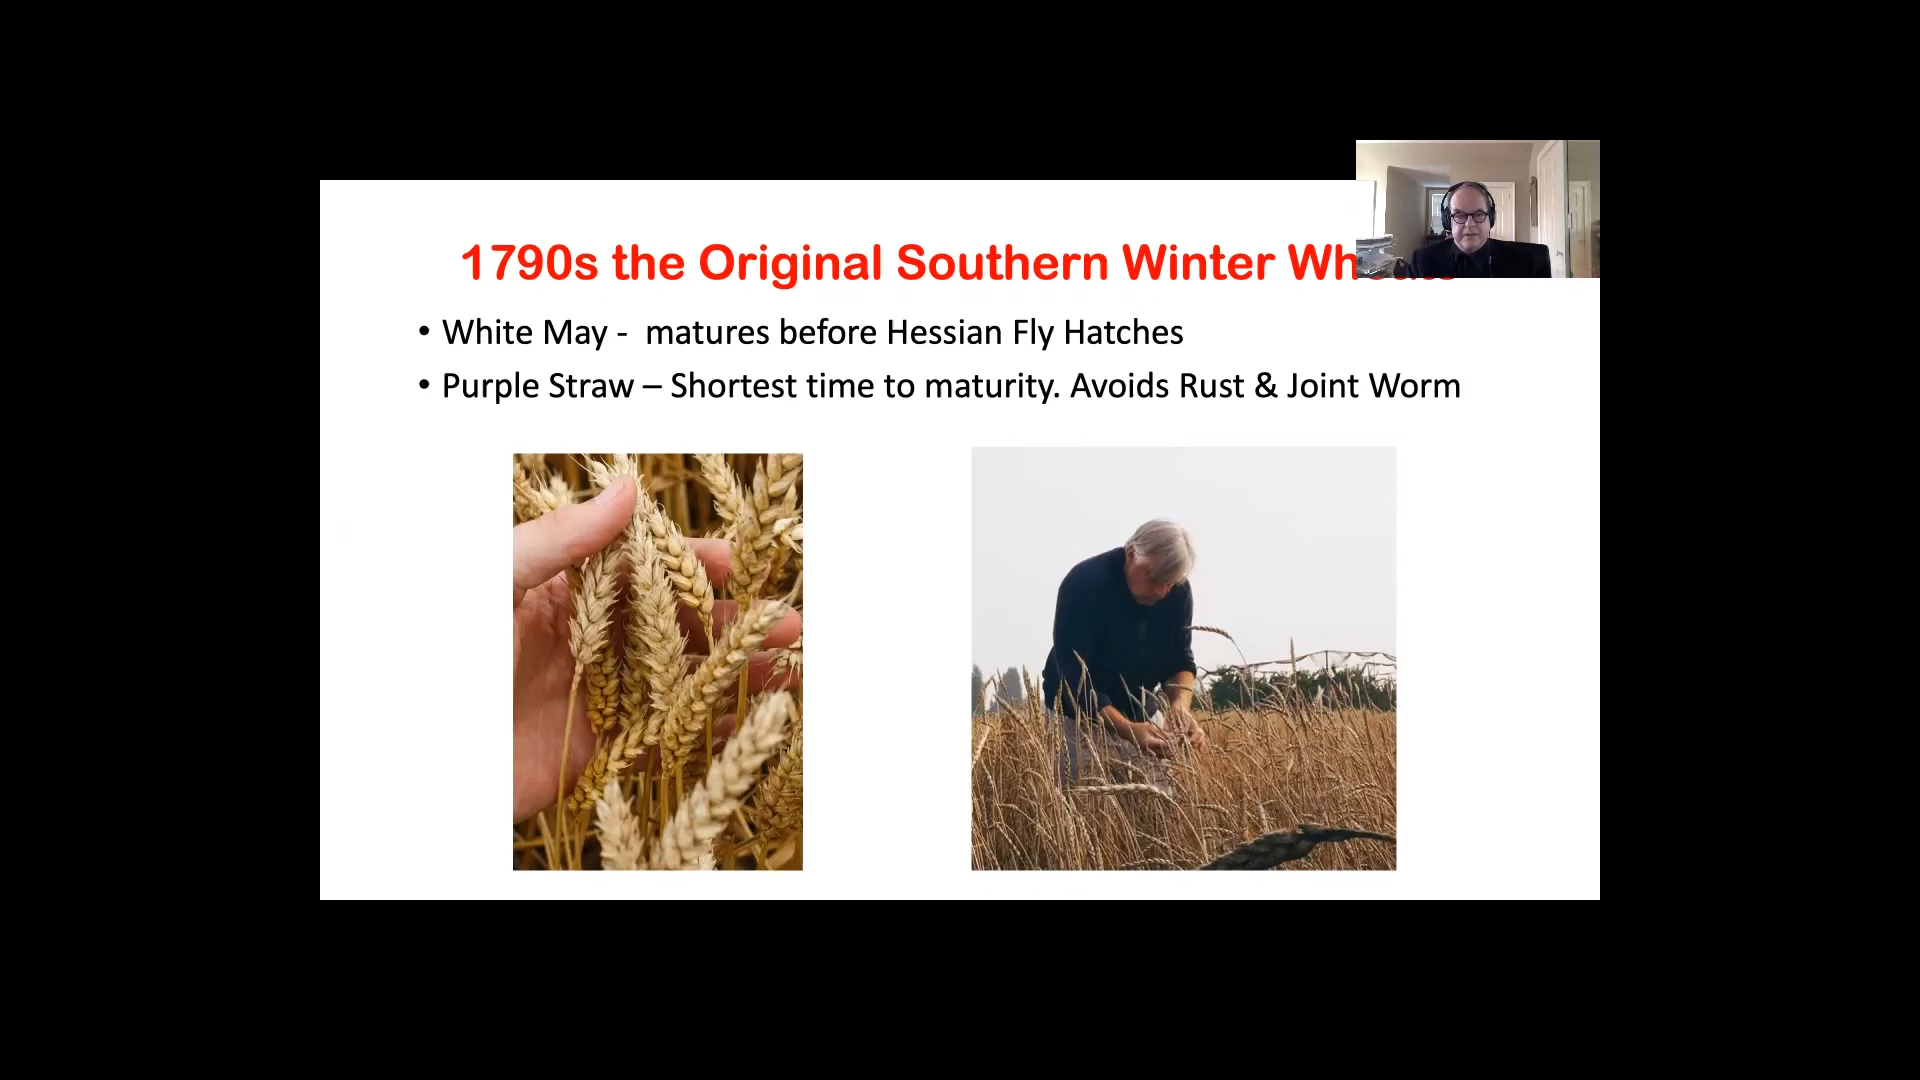 1790s the Original Southern Winter
White May - matures before Hessian Fly Hatches
Purple Straw – Shortest time to maturity. Avoids Rust & Joint Worm